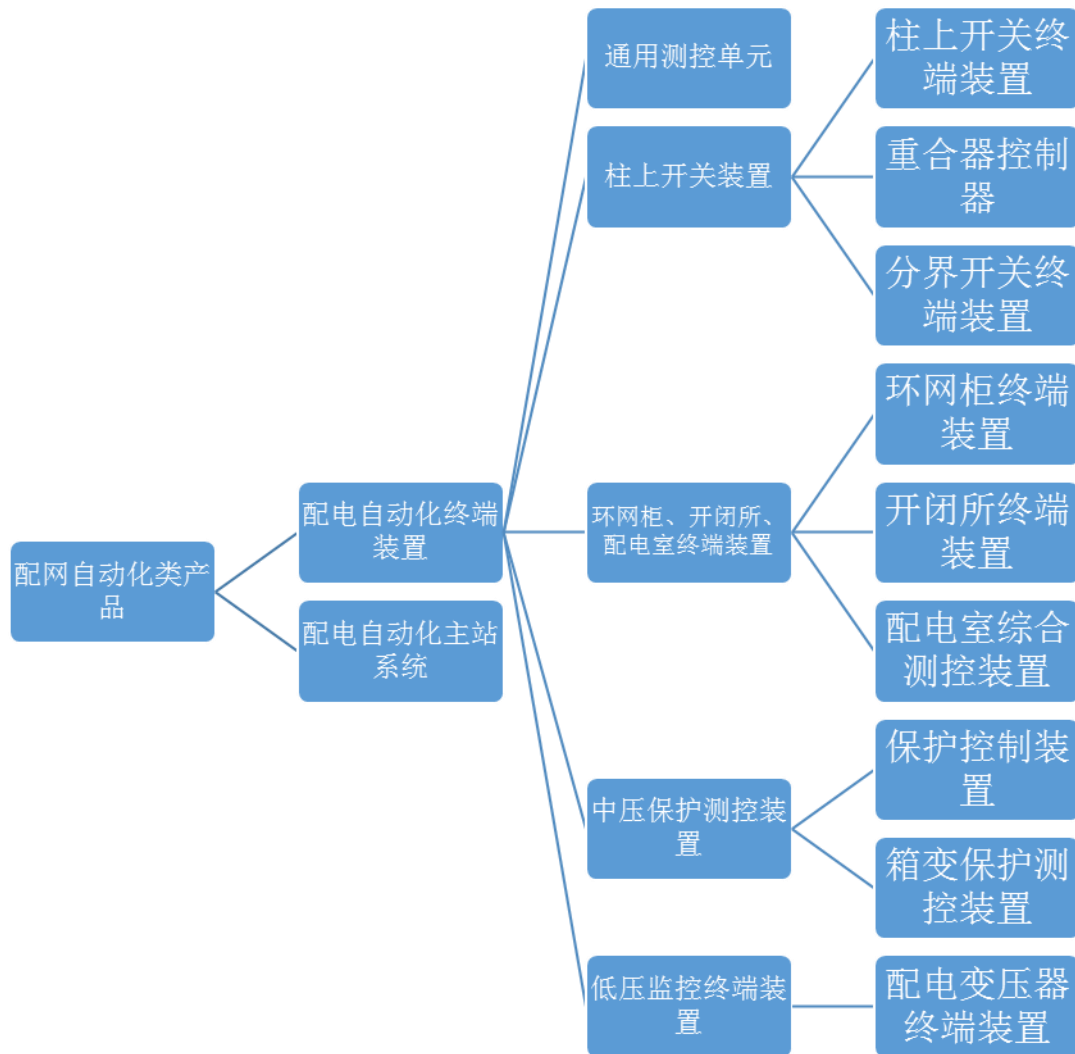 配网自动化类产
品
配电自动化终端
装置
配电自动化主站
系统
通用测控单元
柱上开关装置
环网柜、开闭所、
配电室终端装置
中压保护测控装
置
低压监控终端装
置
柱上开关终
端装置
重合器控制
器
分界开关终
端装置
环网柜终端
装置
开闭所终端
装置
配电室综合
测控装置
保护控制装
置
箱变保护测
控装置
配电变压器
终端装置